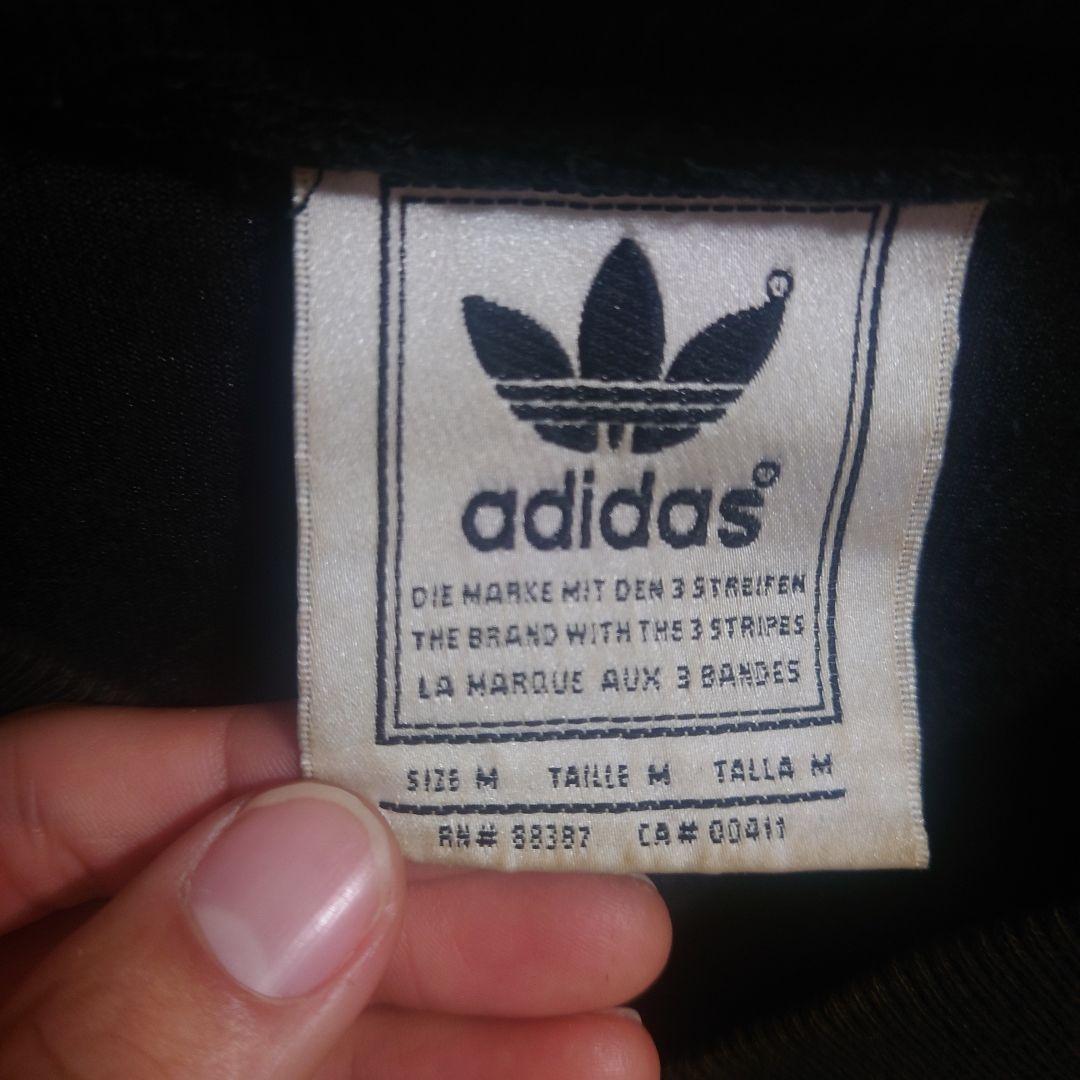 adidas®
DIE MARKE MIT DEN 3 STREIFEN
THE BRAND WITH THE 3 STRIPES
LA MARQUE AUX 3 BANDES
SIZE M TAILLE M TALLA M
RN# 88387 CA# 00411